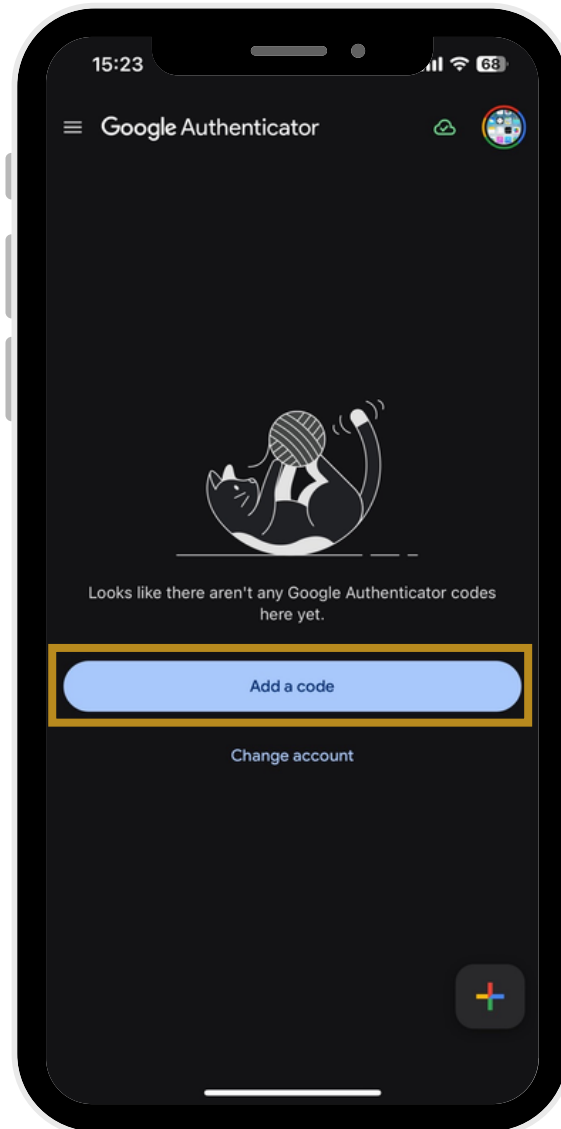 15:23
68
Google Authenticator
Looks like there aren't any Google Authenticator codes
here yet.
Add a code
Change account